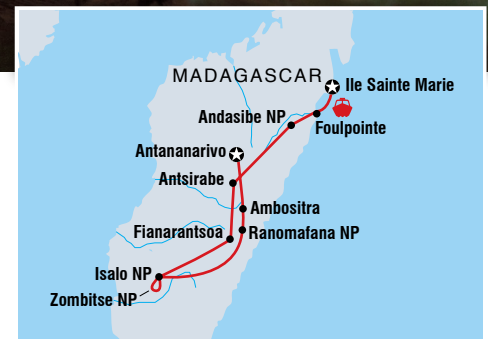 MADAGASCAR
Ile Sainte Marie
Andasibe NP
Foulpointe
Antananarivo
Antsirabe
Ambositra
Fianarantsoa
Ranomafana NP
Isalo NP
Zombitse NP